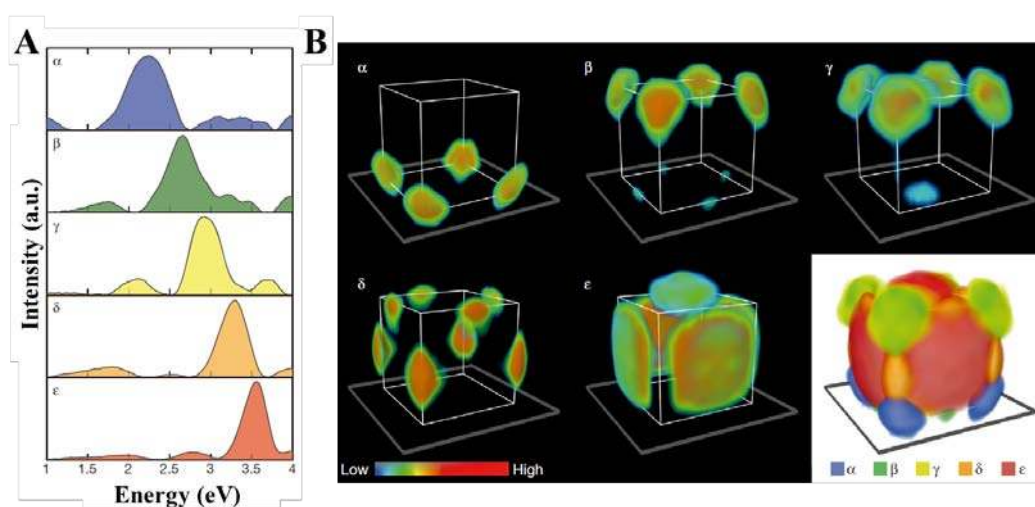 A
B
α
β
γ
δ
ε
Intensity (a.u.)
1 1.5 2 2.5 3 3.5 4
Energy (eV)
α
β
γ
δ
ε
Low High
α β γ δ ε